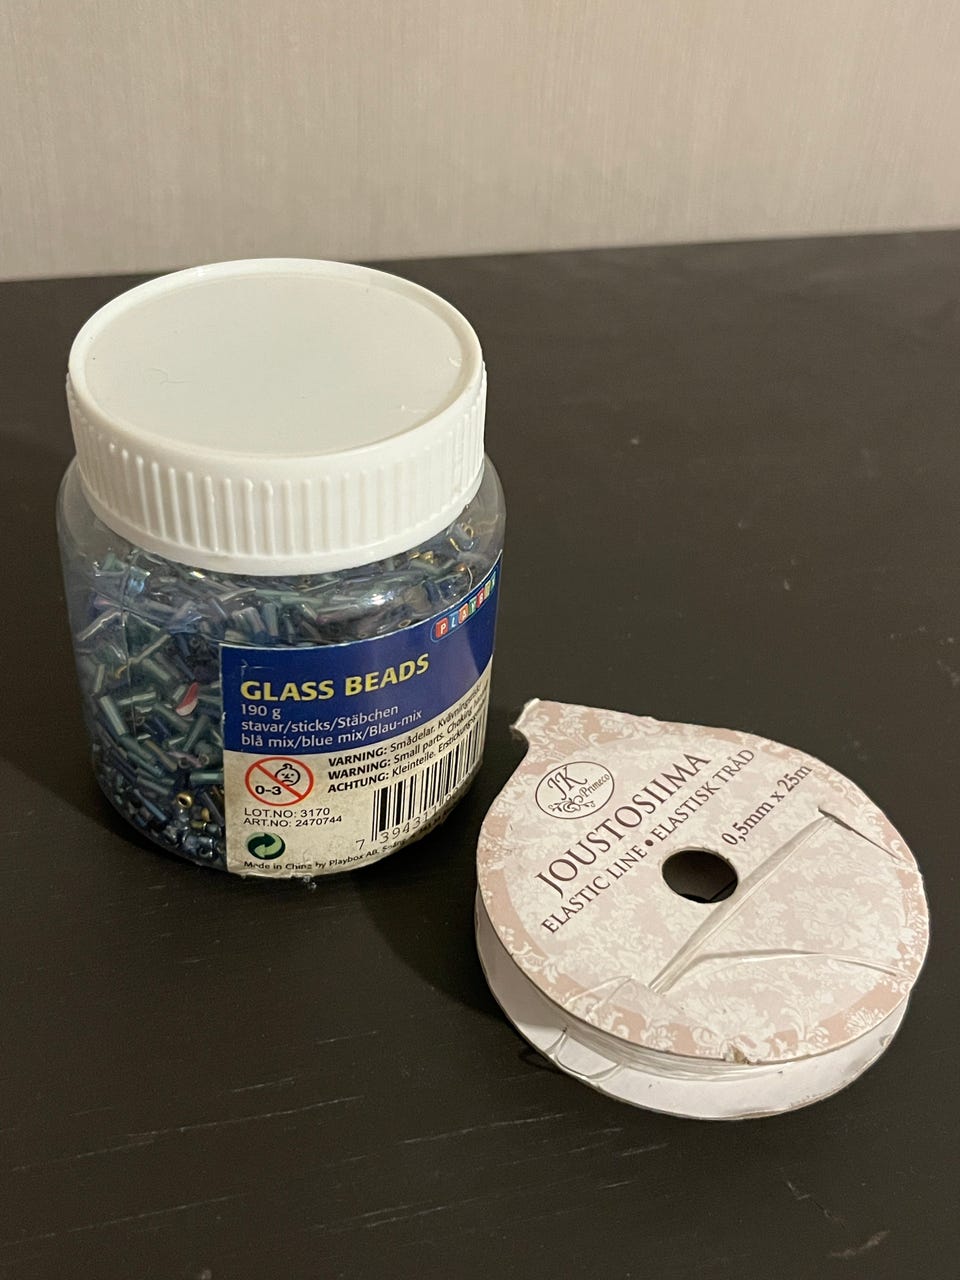 PLAYBOX
GLASS BEADS
190 g
stavar/sticks/Stäbchen
blå mix/blue mix/Blau-mix
VARNING: Smådelar. Kvävningsrisk
WARNING: Small parts. Choking
ACHTUNG: Kleinteile.
0-3
LOT.NO: 3170
ART.NO: 2470744
Made in China by Playbox AB.
JK
Primeco
JOUSTOSIIMA
ELASTIC LINE • ELASTISK TRÅD
0,5mm x 25m